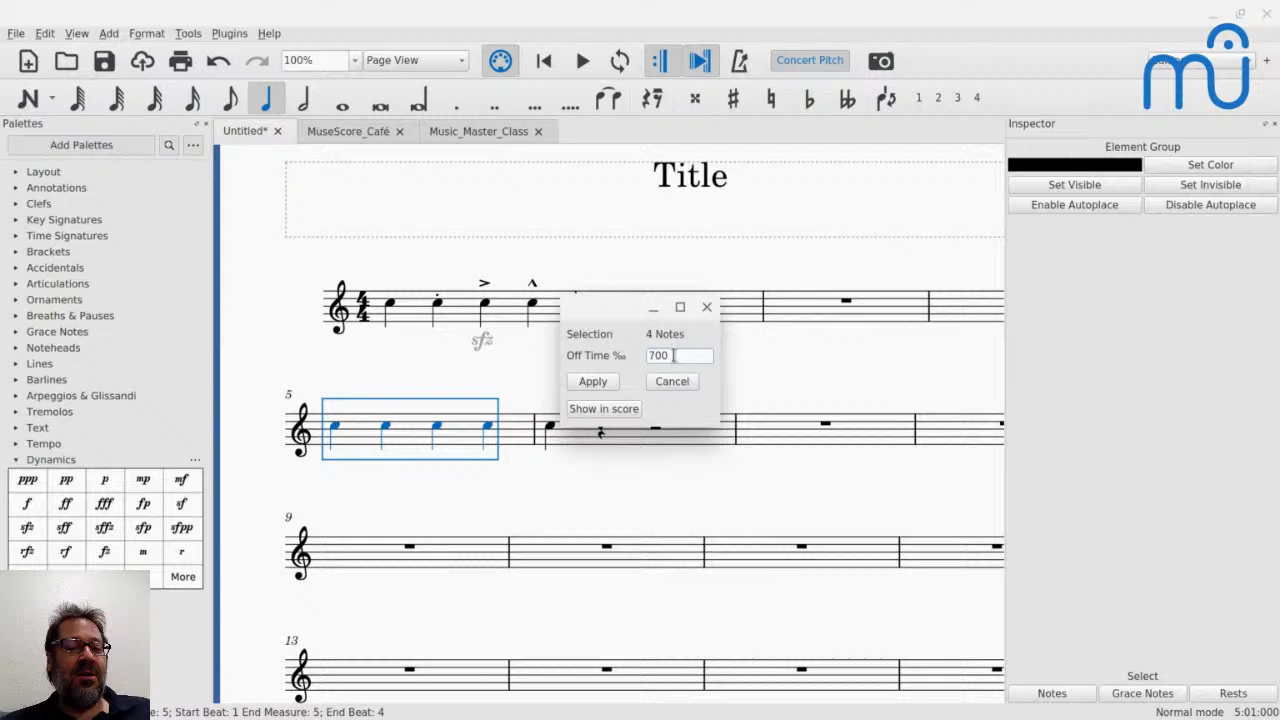 File Edit View Add Format Tools Plugins Help
100% Page View Concert Pitch
1 2 3 4
Palettes
Untitled* MuseScore_Café Music_Master_Class
Inspector
Add Palettes
Element Group
Set Color
Set Visible Set Invisible
Enable Autoplace Disable Autoplace
Layout
Annotations
Clefs
Key Signatures
Time Signatures
Brackets
Accidentals
Articulations
Ornaments
Breaths & Pauses
Grace Notes
Noteheads
Lines
Barlines
Arpeggios & Glissandi
Tremolos
Text
Tempo
Dynamics
ppp pp p mp mf
f ff fff fp sf
sfz sff sffz sfp sfpp
rfz rf fz m r
More
Title
sfz
Selection 4 Notes
Off Time ‰ 700
Apply Cancel
Show in score
5
9
13
Select
Notes Grace Notes Rests
e: 5; Start Beat: 1 End Measure: 5; End Beat: 4
Normal mode 5:01:000